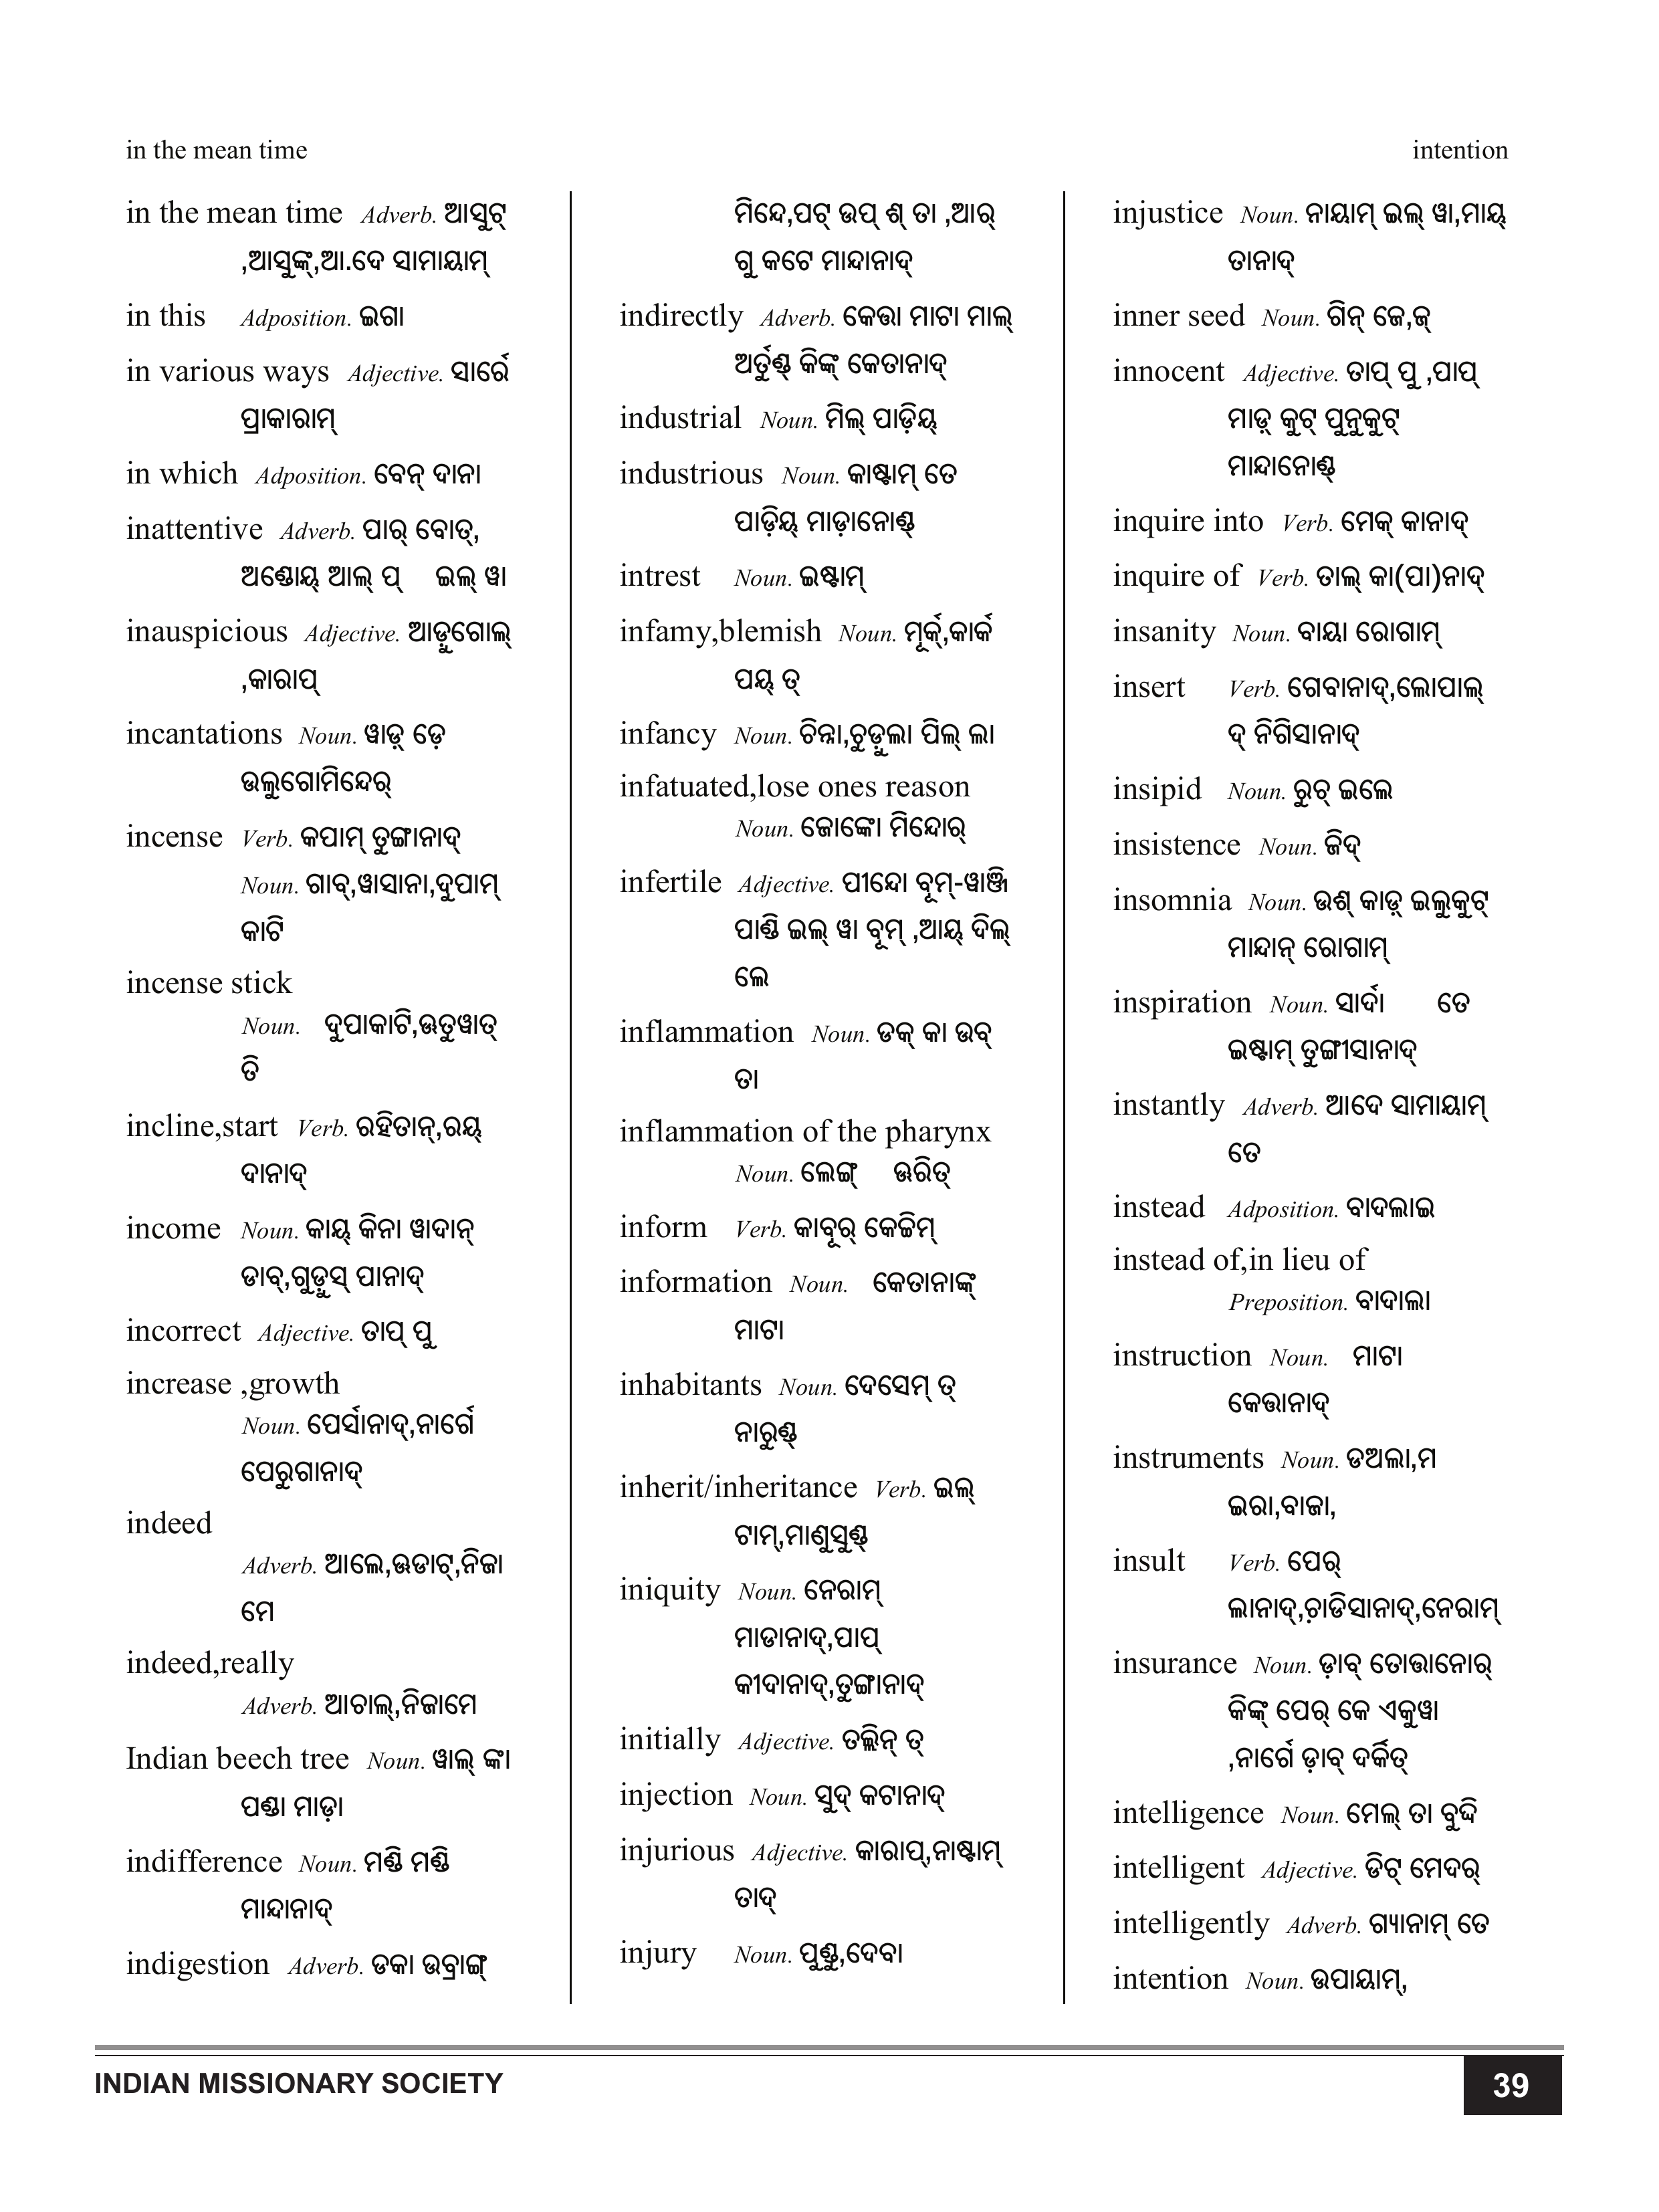 in the mean time
intention
in the mean time Adverb. ଆସୁଟ୍
,ଆସୁଙ୍କ୍,ଆ.ଦେ ସାମାୟାମ୍
in this Adposition. ଇଗା
in various ways Adjective. ସାର୍ରେ
ପ୍ରାକାରାମ୍
in which Adposition. ବେନ୍ ଦାନା
inattentive Adverb. ପାର୍ ବୋତ୍,
ଅଣ୍ଡୋୟ୍ ଆଲ୍ ପ୍ ଇଲ୍ ୱା
inauspicious Adjective. ଆଡ଼ୁଗୋଲ୍
,କାରାପ୍
incantations Noun. ୱାଡ଼୍ ଡ଼େ
ଉଲୁଗୋମିନ୍ଦେର୍
incense Verb. କପାମ୍ ତୁଙ୍ଗାନାଦ୍
Noun. ଗାବ୍,ୱାସାନା,ଦୁପାମ୍
କାଟି
incense stick
Noun. ଦୁପାକାଟି,ଊତୁୱାତ୍
ତି
incline,start Verb. ରହିତାନ୍,ରୟ୍
ଦାନାଦ୍
income Noun. କାୟ୍ କିନା ୱାଦାନ୍
ଡାବ୍,ଗୁଡ଼ୁସ୍ ପାନାଦ୍
incorrect Adjective. ତାପ୍ ପୁ
increase ,growth
Noun. ପେର୍ସାନାଦ୍,ନାର୍ଗେ
ପେରୁଗାନାଦ୍
indeed
Adverb. ଆଲେ,ଊଡାଟ୍,ନିଜା
ମେ
indeed,really
Adverb. ଆଚାଲ୍,ନିଜାମେ
Indian beech tree Noun. ୱାଲ୍ ଙ୍କା
ପଣ୍ଡା ମାଡ଼ା
indifference Noun. ମଣ୍ଡି ମଣ୍ଡି
ମାନ୍ଦାନାଦ୍
indigestion Adverb. ଡକା ଉବ୍ରାଙ୍ଗ୍
ମିନ୍ଦେ,ପଟ୍ ଉପ୍ ଶ୍ ତା ,ଆର୍
ଗୁ କଟେ ମାନ୍ଦାନାଦ୍
indirectly Adverb. କେତ୍ତା ମାଟା ମାଲ୍
ଅର୍ତୁଣ୍ଡ୍ କିଙ୍କ୍ କେତାନାଦ୍
industrial Noun. ମିଲ୍ ପାଡ଼ିୟ୍
industrious Noun. କାଷ୍ଟାମ୍ ତେ
ପାଡ଼ିୟ୍ ମାଡ଼ାନୋଣ୍ଡ୍
intrest Noun. ଇଷ୍ଟାମ୍
infamy,blemish Noun. ମୂର୍କ୍,କାର୍କ
ପୟ୍ ତ୍
infancy Noun. ଚିନ୍ନା,ଚୁଡ଼ୁଲା ପିଲ୍ ଲା
infatuated,lose ones reason
Noun. ଜୋଙ୍କୋ ମିନ୍ଦୋର୍
infertile Adjective. ପୀନ୍ଦୋ ବୂମ୍-ୱାଞ୍ଜି
ପାଣ୍ଡି ଇଲ୍ ୱା ବୂମ୍ ,ଆୟ୍ ଦିଲ୍
ଲେ
inflammation Noun. ଡକ୍ କା ଉବ୍
ତା
inflammation of the pharynx
Noun. ଲେଙ୍ଗ୍ ଊରିତ୍
inform Verb. କାବୂର୍ କେଚ୍ଚିମ୍
information Noun. କେତାନାଙ୍କ୍
ମାଟା
inhabitants Noun. ଦେସେମ୍ ତ୍
ନାରୁଣ୍ଡ୍
inherit/inheritance Verb. ଇଲ୍
ଟାମ୍,ମାଣୁସୁଣ୍ଡ୍
iniquity Noun. ନେରାମ୍
ମାଡାନାଦ୍,ପାପ୍
କୀଦାନାଦ୍,ତୁଙ୍ଗାନାଦ୍
initially Adjective. ତଲ୍ଲିନ୍ ତ୍
injection Noun. ସୁଦ୍ କଟାନାଦ୍
injurious Adjective. କାରାପ୍,ନାଷ୍ଟାମ୍
ତାଦ୍
injury Noun. ପୁଣ୍ଡୁ,ଦେବା
injustice Noun. ନାୟାମ୍ ଇଲ୍ ୱା,ମାୟ୍
ତାନାଦ୍
inner seed Noun. ଗିନ୍ ଜେ,ଜ୍
innocent Adjective. ତାପ୍ ପୁ ,ପାପ୍
ମାଡ଼୍ କୁଟ୍ ପୁନୁକୁଟ୍
ମାନ୍ଦାନୋଣ୍ଡ୍
inquire into Verb. ମେକ୍ କାନାଦ୍
inquire of Verb. ତାଲ୍ କା(ପା)ନାଦ୍
insanity Noun. ବାୟା ରୋଗାମ୍
insert Verb. ଗେବାନାଦ୍,ଲୋପାଲ୍
ଦ୍ ନିଗିସାନାଦ୍
insipid Noun. ରୁଚ୍ ଇଲେ
insistence Noun. ଜିଦ୍
insomnia Noun. ଉଶ୍ କାଡ଼୍ ଇଲୁକୁଟ୍
ମାନ୍ଦାନ୍ ରୋଗାମ୍
inspiration Noun. ସାର୍ଦା ତେ
ଇଷ୍ଟାମ୍ ତୁଙ୍ଗୀସାନାଦ୍
instantly Adverb. ଆଦେ ସାମାୟାମ୍
ତେ
instead Adposition. ବାଦଲାଇ
instead of,in lieu of
Preposition. ବାଦାଲା
instruction Noun. ମାଟା
କେତ୍ତାନାଦ୍
instruments Noun. ଡଅଲା,ମ
ଇରା,ବାଜା,
insult Verb. ପେର୍
ଲାନାଦ୍,ଚ଼ାଡିସାନାଦ୍,ନେରାମ୍
insurance Noun. ଡ଼ାବ୍ ତୋତ୍ତାନୋର୍
କିଙ୍କ୍ ପେର୍ କେ ଏକୁୱା
,ନାର୍ଗେ ଡ଼ାବ୍ ଦର୍କିତ୍
intelligence Noun. ମେଲ୍ ତା ବୁଦ୍ଦି
intelligent Adjective. ଡିଟ୍ ମେଦର୍
intelligently Adverb. ଗ୍ୟାନାମ୍ ତେ
intention Noun. ଉପାୟାମ୍,
INDIAN MISSIONARY SOCIETY
39